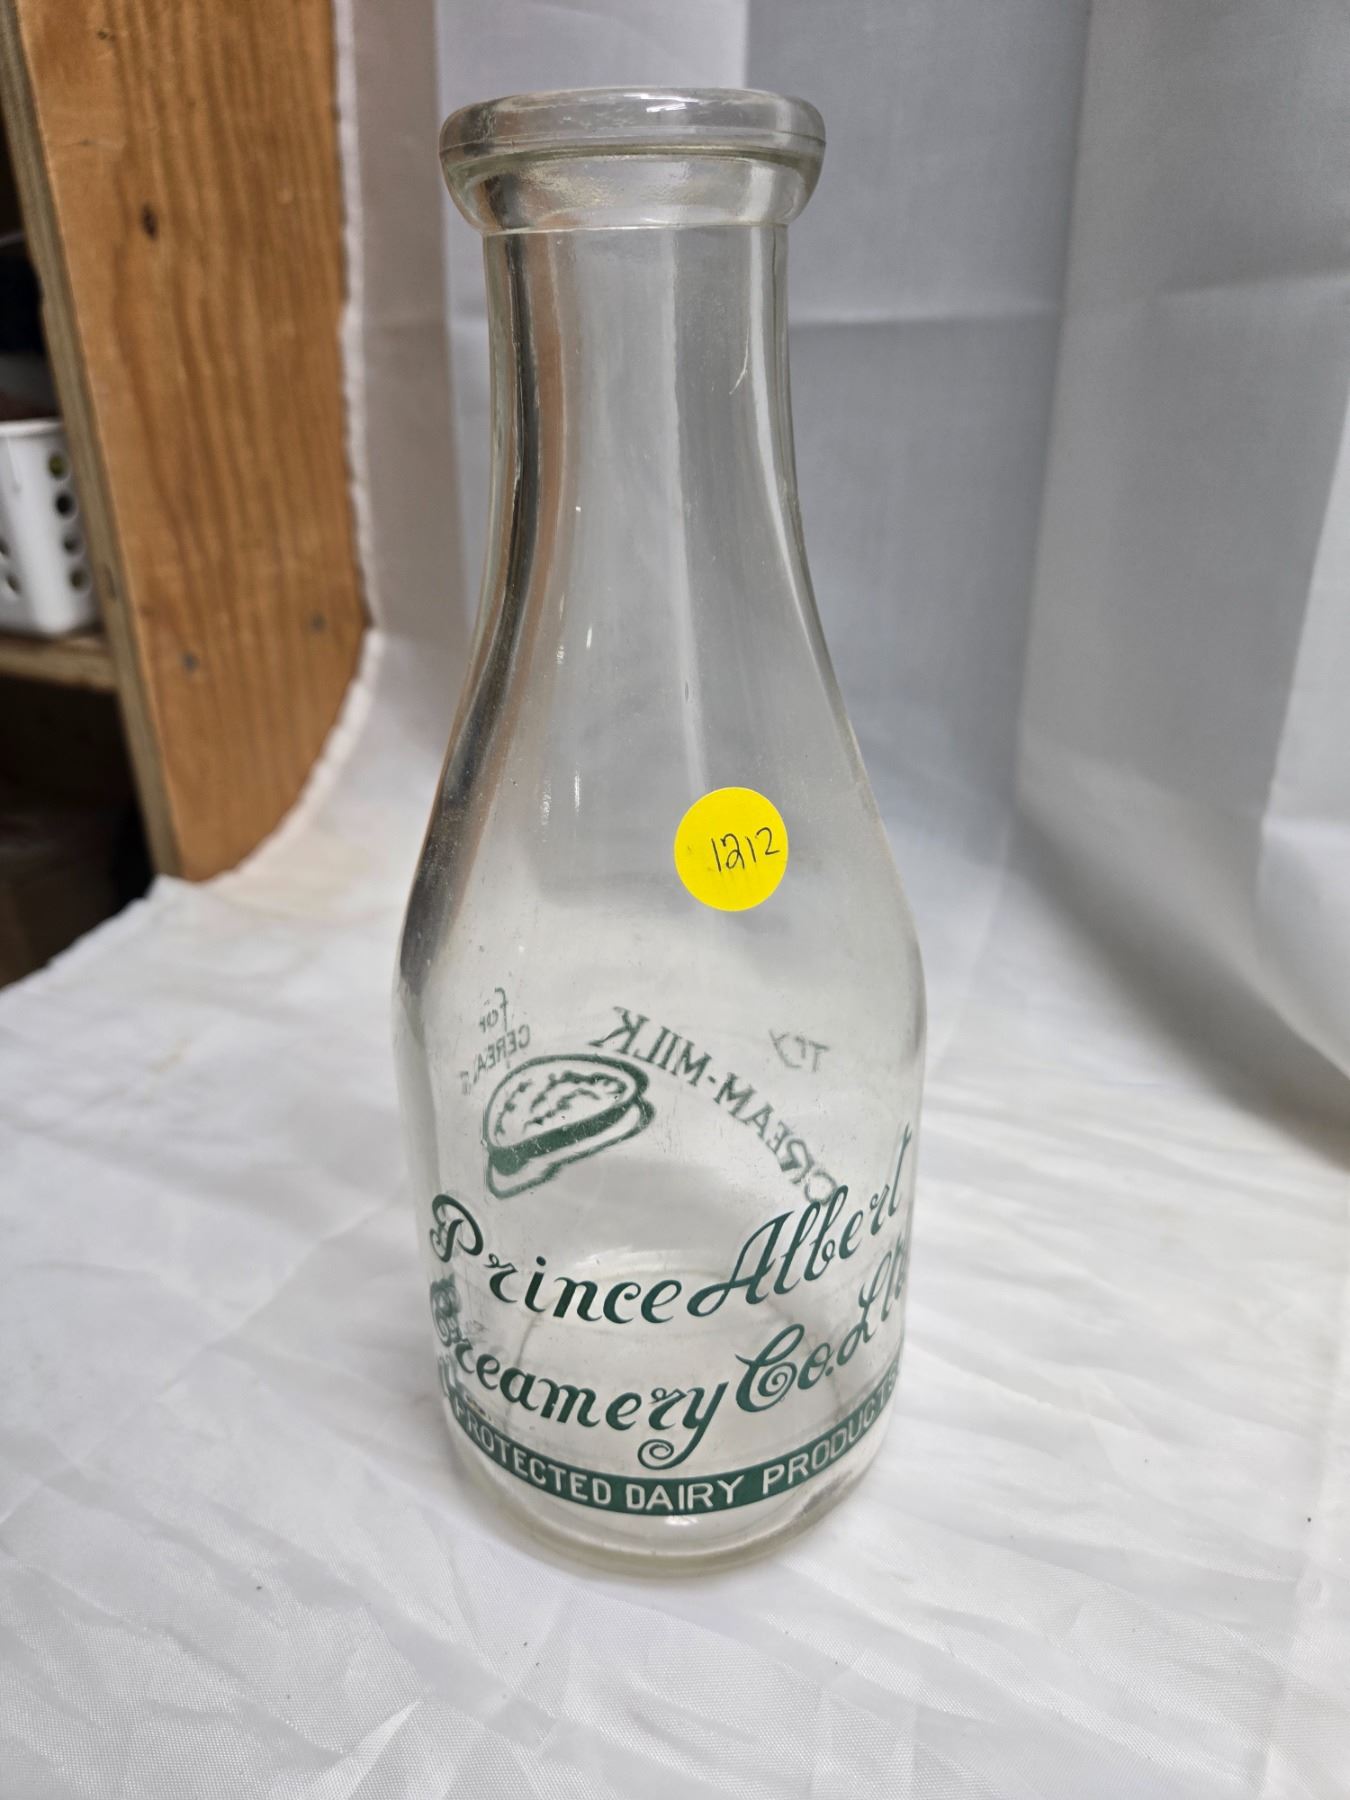 1212
Try
CREAM-MILK
for
CEREALS
Prince Albert
Creamery Co. Ltd
PROTECTED DAIRY PRODUCTS